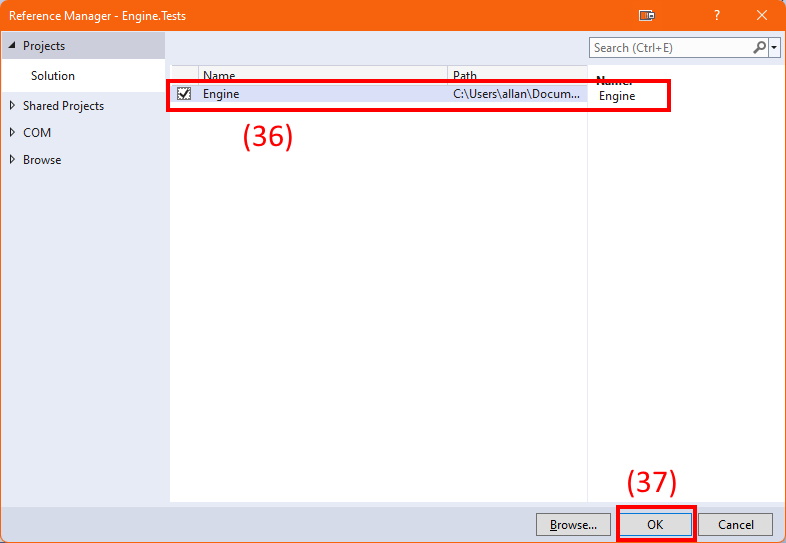 Reference Manager - Engine.Tests
?
Projects
Search (Ctrl+E)
Solution
Name
Path
Name:
Engine
C:\Users\allan\Docum...
Engine
Shared Projects
COM
Browse
(36)
(37)
Browse...
OK
Cancel